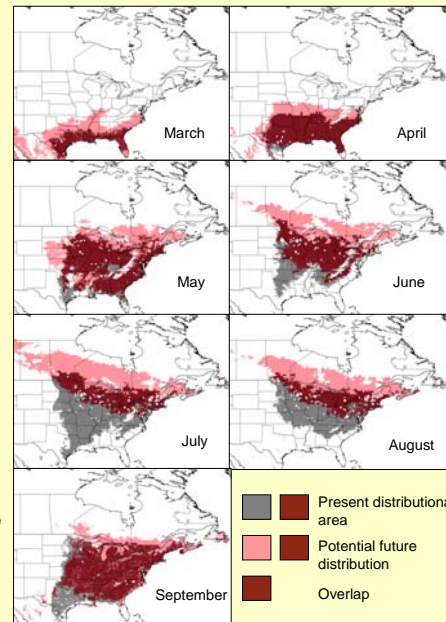 March
April
May
June
July
August
September
Present distributional
area
Potential future
distribution
Overlap